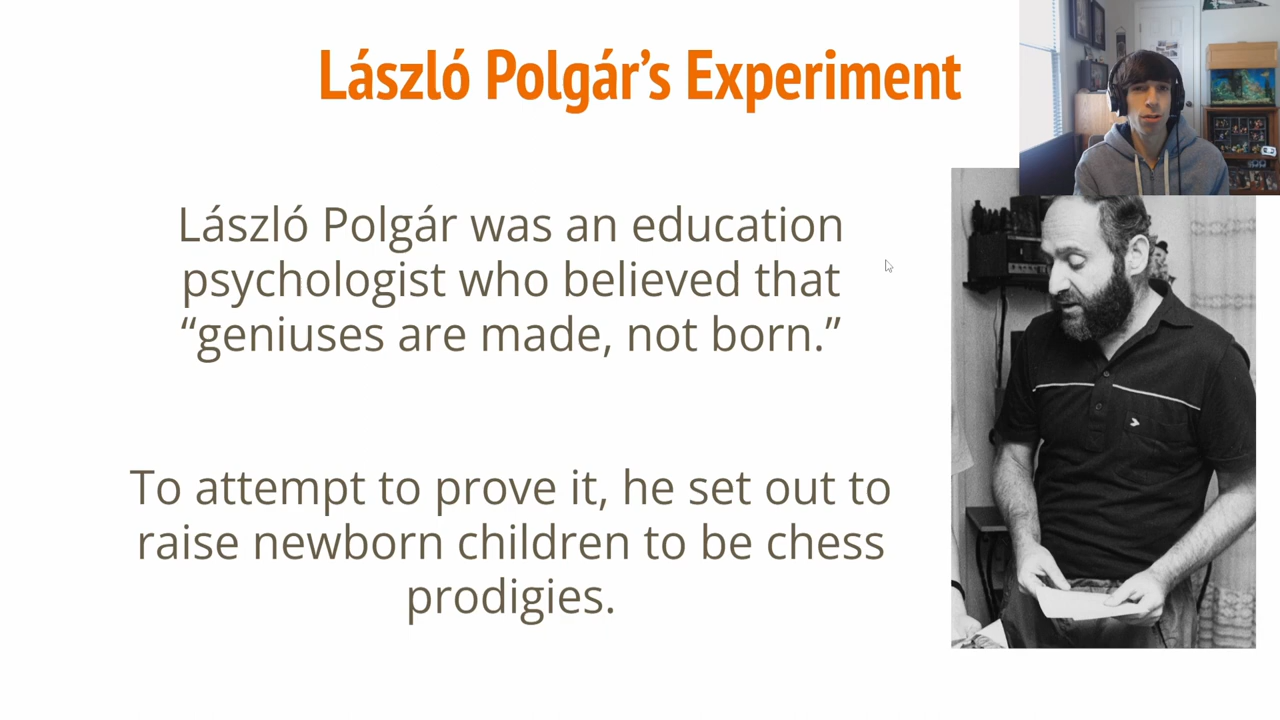 László Polgár’s Experiment
László Polgár was an education
psychologist who believed that
“geniuses are made, not born.”
To attempt to prove it, he set out to
raise newborn children to be chess
prodigies.